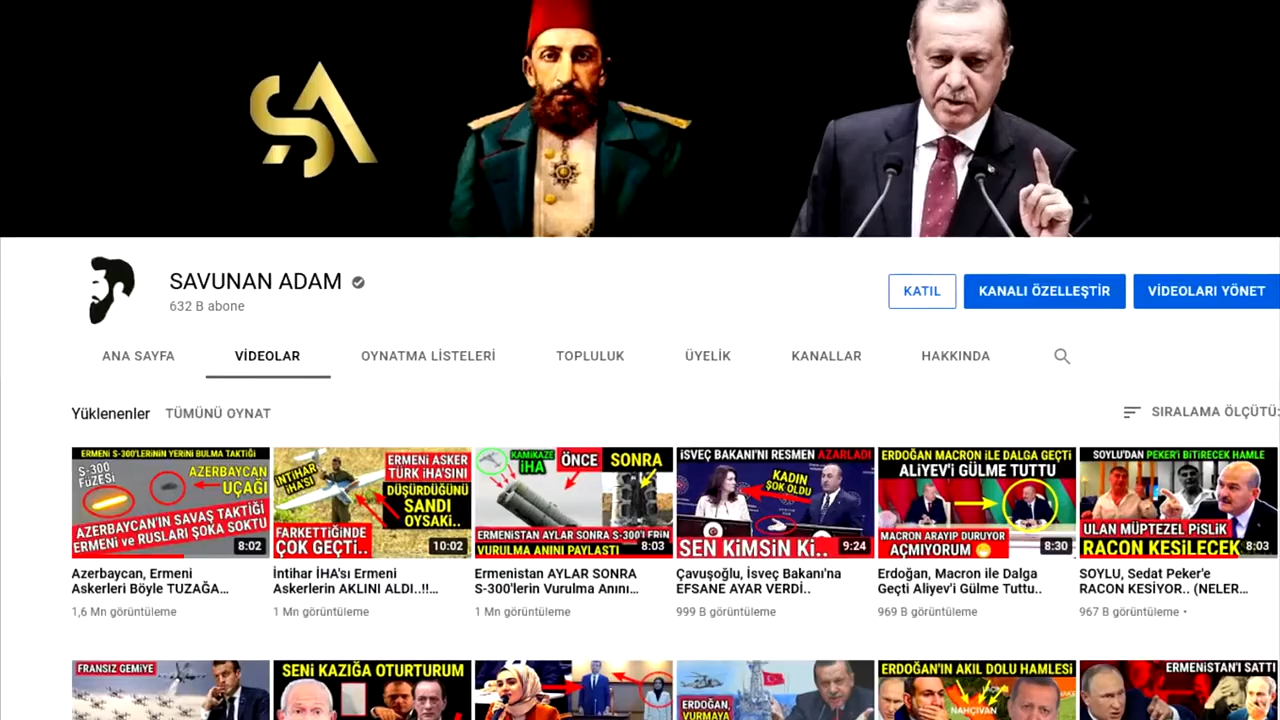 SA
SAVUNAN ADAM
632 B abone
KATIL
KANALI ÖZELLEŞTİR
VİDEOLARI YÖNET
ANA SAYFA
VİDEOLAR
OYNATMA LİSTELERİ
TOPLULUK
ÜYELİK
KANALLAR
HAKKINDA
Yüklenenler
TÜMÜNÜ OYNAT
SIRALAMA ÖLÇÜTÜ:
ERMENİ S-300'LERİNİN YERİNİ BULMA TAKTİĞİ
S-300
FÜZESİ
AZERBAYCAN
UÇAĞI
AZERBAYCAN'IN SAVAŞ TAKTİĞİ
ERMENİ ve RUSLARI ŞOKA SOKTU
8:02
Azerbaycan, Ermeni
Askerleri Böyle TUZAĞA...
1,6 Mn görüntüleme
İNTİHAR
İHASI
ERMENİ ASKER
TÜRK İHA'SINI
DÜŞÜRDÜĞÜNÜ
SANDI
OYSAKİ..
FARKETTİĞİNDE
ÇOK GEÇTİ..
10:02
İntihar İHA'sı Ermeni
Askerlerin AKLINI ALDI..!!...
1 Mn görüntüleme
KAMİKAZE
İHA
ÖNCE
SONRA
ERMENİSTAN AYLAR SONRA S-300'LERİN
VURULMA ANINI PAYLAŞTI
8:03
Ermenistan AYLAR SONRA
S-300'lerin Vurulma Anını...
1 Mn görüntüleme
İSVEÇ BAKANI'NI RESMEN AZARLADI
KADIN
ŞOK OLDU
SEN KİMSİN Kİ..
9:24
Çavuşoğlu, İsveç Bakanı'na
EFSANE AYAR VERDİ..
999 B görüntüleme
ERDOĞAN MACRON İLE DALGA GEÇTİ
ALİYEV'İ GÜLME TUTTU
MACRON ARAYIP DURUYOR
AÇMIYORUM
8:30
Erdoğan, Macron ile Dalga
Geçti Aliyev'i Gülme Tuttu..
969 B görüntüleme
SOYLU'DAN PEKER'İ BİTİRECEK HAMLE
ULAN MÜPTEZEL PİSLİK
RACON KESİLECEK
8:03
SOYLU, Sedat Peker'e
RACON KESİYOR.. (NELER...
967 B görüntüleme •
FRANSIZ GEMİYE
SENİ KAZIĞA OTURTURUM
ERDOĞAN,
VURMAYA
ERDOĞAN'IN AKIL DOLU HAMLESİ
NAHÇIVAN
ERMENİSTAN'I SATTI